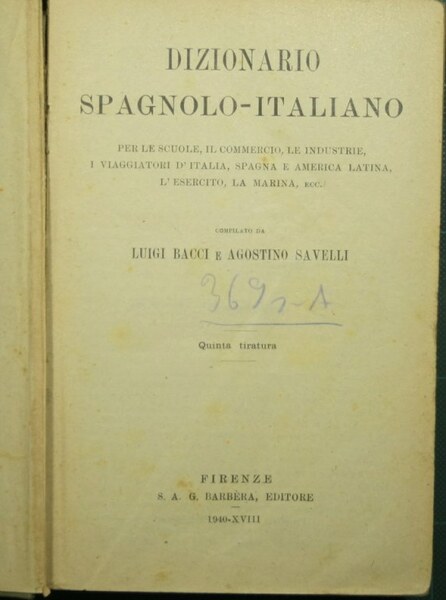 DIZIONARIO
SPAGNOLO-ITALIANO
PER LE SCUOLE, IL COMMERCIO, LE INDUSTRIE,
I VIAGGIATORI D'ITALIA, SPAGNA E AMERICA LATINA,
L'ESERCITO, LA MARINA, ECC.
COMPILATO DA
LUIGI BACCI E AGOSTINO SAVELLI
Quinta tiratura
FIRENZE
S. A. G. BARBÈRA, EDITORE
1940-XVIII